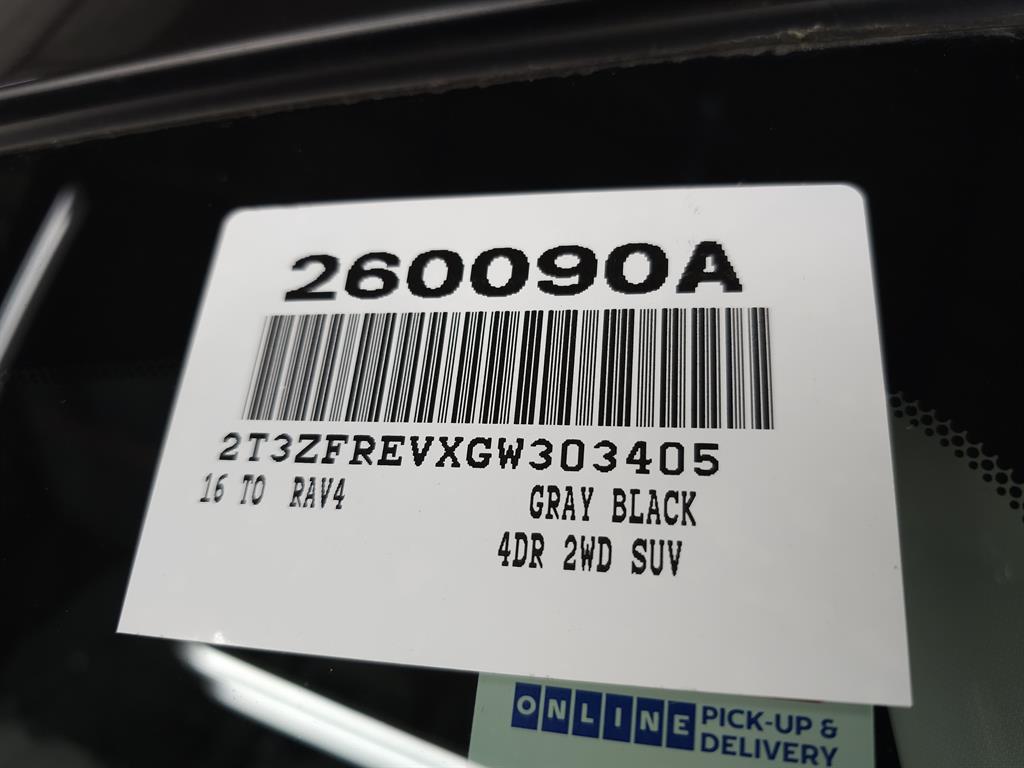 260090A
2T3ZFREVXGW303405
16 TO RAV4 GRAY BLACK
4DR 2WD SUV
ONLINE PICK-UP &
DELIVERY